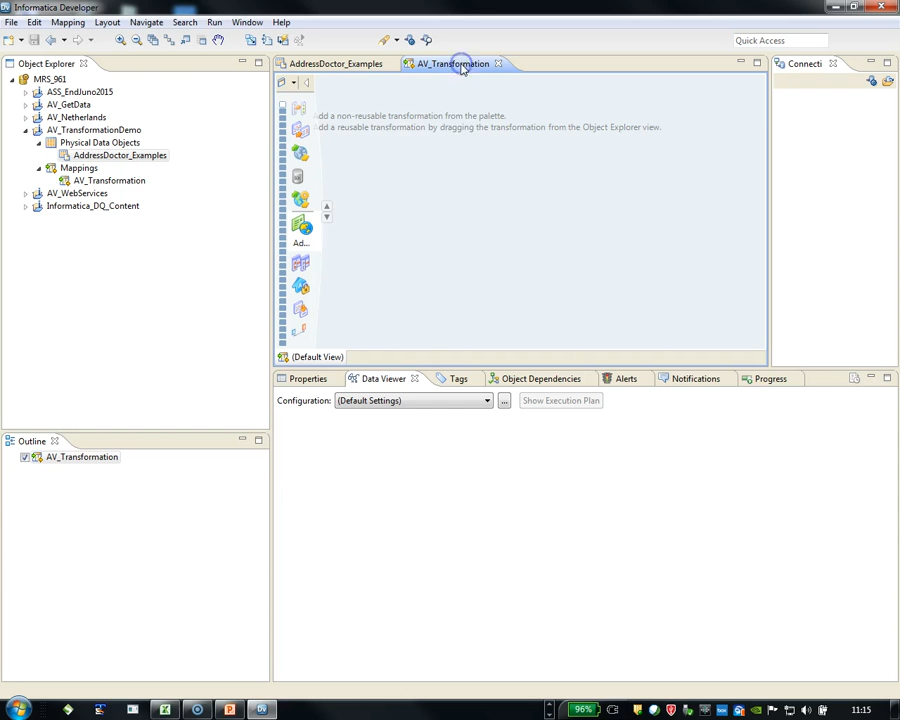 Informatica Developer
File Edit Mapping Layout Navigate Search Run Window Help
Quick Access
Object Explorer
MRS_961
ASS_EndJuno2015
AV_GetData
AV_Netherlands
AV_TransformationDemo
Physical Data Objects
AddressDoctor_Examples
Mappings
AV_Transformation
AV_WebServices
Informatica_DQ_Content
AddressDoctor_Examples AV_Transformation
Add a non-reusable transformation from the palette.
Add a reusable transformation by dragging the transformation from the Object Explorer view.
Ad...
(Default View)
Connecti
Outline
AV_Transformation
Properties Data Viewer Tags Object Dependencies Alerts Notifications Progress
Configuration: (Default Settings) ... Show Execution Plan
96% 11:15